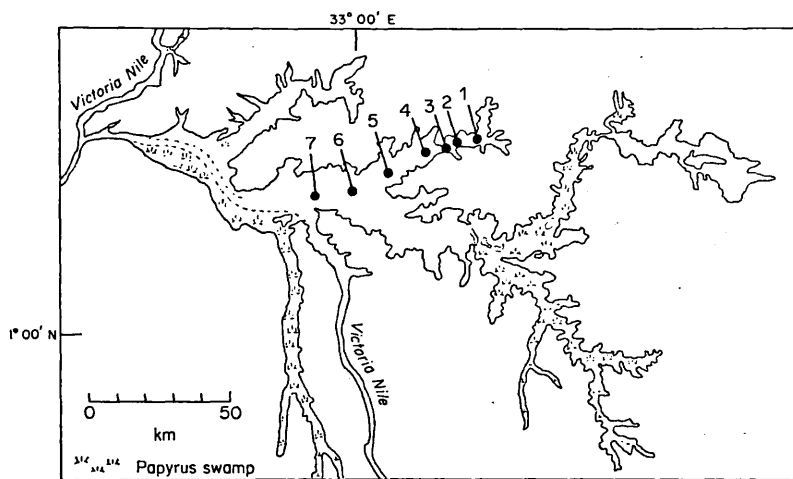 33° 00' E
Victoria Nile
1
2
3
4
5
6
7
1° 00' N
Victoria Nile
0 50
km
Papyrus swamp